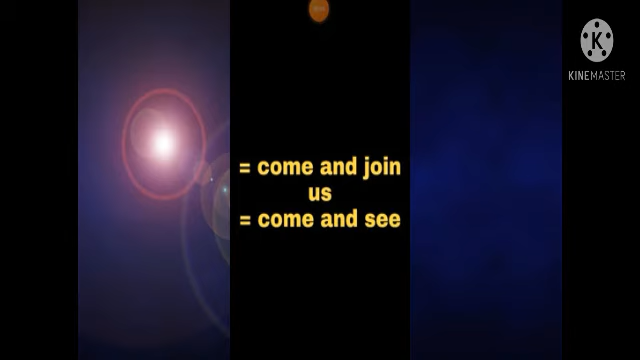 = come and join
us
= come and see
KINEMASTER